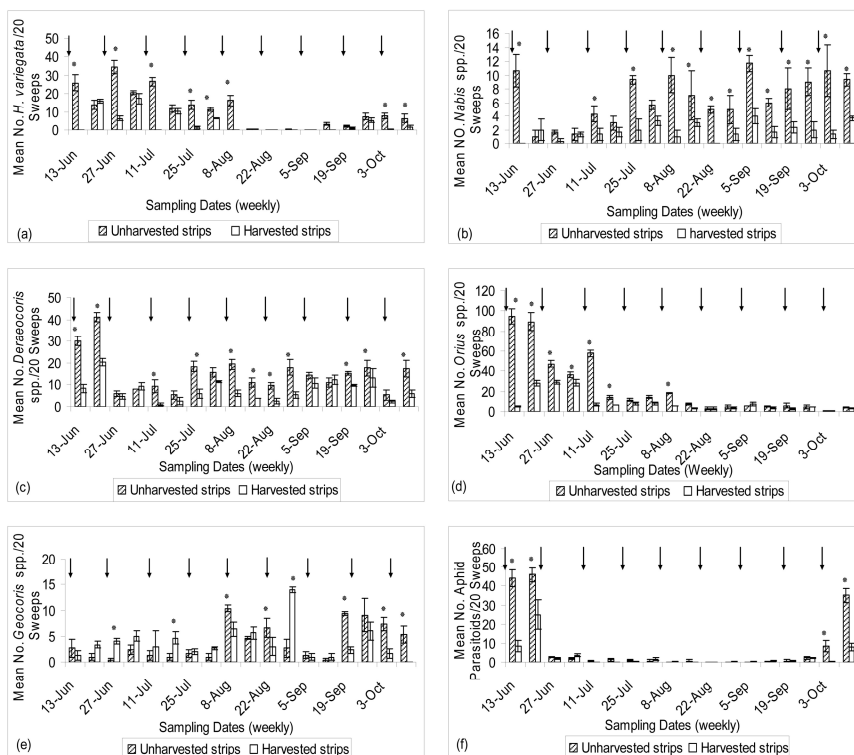 Mean No. H. variegata/20
Sweeps
50
40
30
20
10
0
13-Jun
27-Jun
11-Jul
25-Jul
8-Aug
22-Aug
5-Sep
19-Sep
3-Oct
Sampling Dates (weekly)
(a)
Unharvested strips
Harvested strips
Mean NO. Nabis spp./20
Sweeps
16
14
12
10
8
6
4
2
0
13-Jun
27-Jun
11-Jul
25-Jul
8-Aug
22-Aug
5-Sep
19-Sep
3-Oct
Sampling Dates (weekly)
(b)
Unharvested strips
harvested strips
Mean No. Deraeocoris
spp./20 Sweeps
50
40
30
20
10
0
13-Jun
27-Jun
11-Jul
25-Jul
8-Aug
22-Aug
5-Sep
19-Sep
3-Oct
Sampling Dates (weekly)
(c)
Unharvested strips
Harvested strips
Mean No. Orius spp./20
Sweeps
120
100
80
60
40
20
0
13-Jun
27-Jun
11-Jul
25-Jul
8-Aug
22-Aug
5-Sep
19-Sep
3-Oct
Sampling Dates (Weekly)
(d)
Unharvested strips
Harvested strips
Mean No. Geocoris spp./20
Sweeps
20
15
10
5
0
13-Jun
27-Jun
11-Jul
25-Jul
8-Aug
22-Aug
5-Sep
19-Sep
3-Oct
Sampling Dates (weekly)
(e)
Unharvested strips
Harvested strips
Mean No. Aphid
Parasitoids/20 Sweeps
60
50
40
30
20
10
0
13-Jun
27-Jun
11-Jul
25-Jul
8-Aug
22-Aug
5-Sep
19-Sep
3-Oct
Sampling Dates (weekly)
(f)
Unharvested strips
Harvested strips